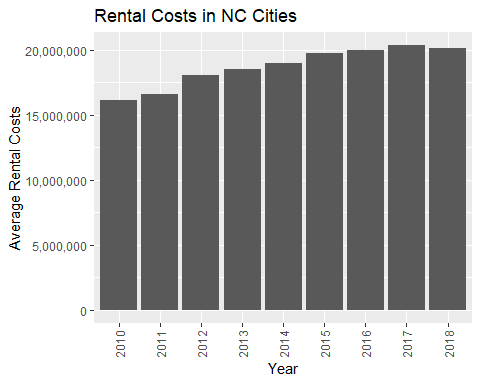 Rental Costs in NC Cities
20,000,000
15,000,000
10,000,000
5,000,000
0
Average Rental Costs
2010 2011 2012 2013 2014 2015 2016 2017 2018
Year